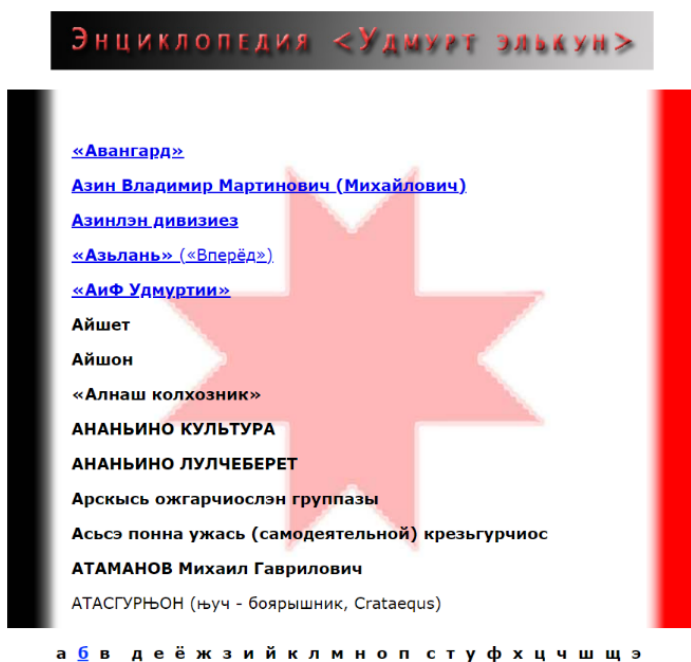 Энциклопедия <Удмурт элькун>
«Авангард»
Азин Владимир Мартинович (Михайлович)
Азинлэн дивизиез
«Азьлань» («Вперёд»)
«АиФ Удмуртии»
Айшет
Айшон
«Алнаш колхозник»
АНАНЬИНО КУЛЬТУРА
АНАНЬИНО ЛУЛЧЕБЕРЕТ
Арскысь ожгарчиослэн группазы
Асьсэ понна ужась (самодеятельной) крезьгурчиос
АТАМАНОВ Михаил Гаврилович
АТАСГУРЊОН (њуч - боярышник, Crataequs)
а б в д е ё ж з и й к л м н о п с т у ф х ц ч ш щ э